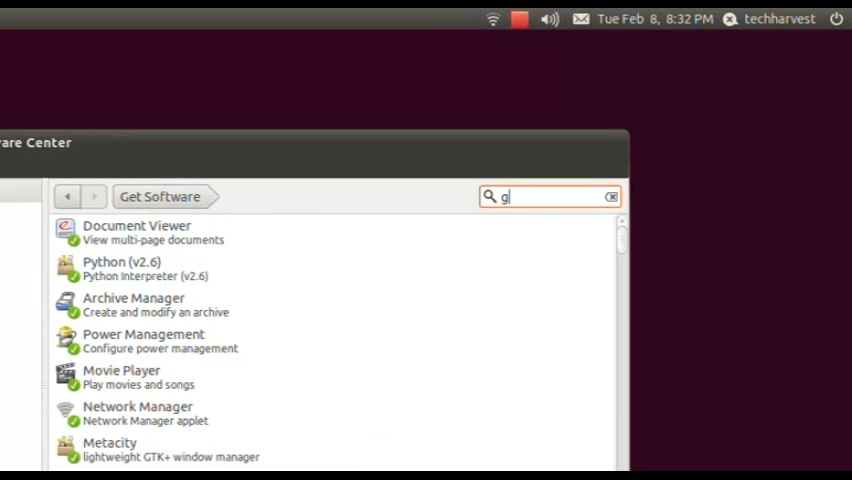 Tue Feb 8, 8:32 PM techharvest
are Center
Get Software
g
Document Viewer
View multi-page documents
Python (v2.6)
Python Interpreter (v2.6)
Archive Manager
Create and modify an archive
Power Management
Configure power management
Movie Player
Play movies and songs
Network Manager
Network Manager applet
Metacity
lightweight GTK+ window manager